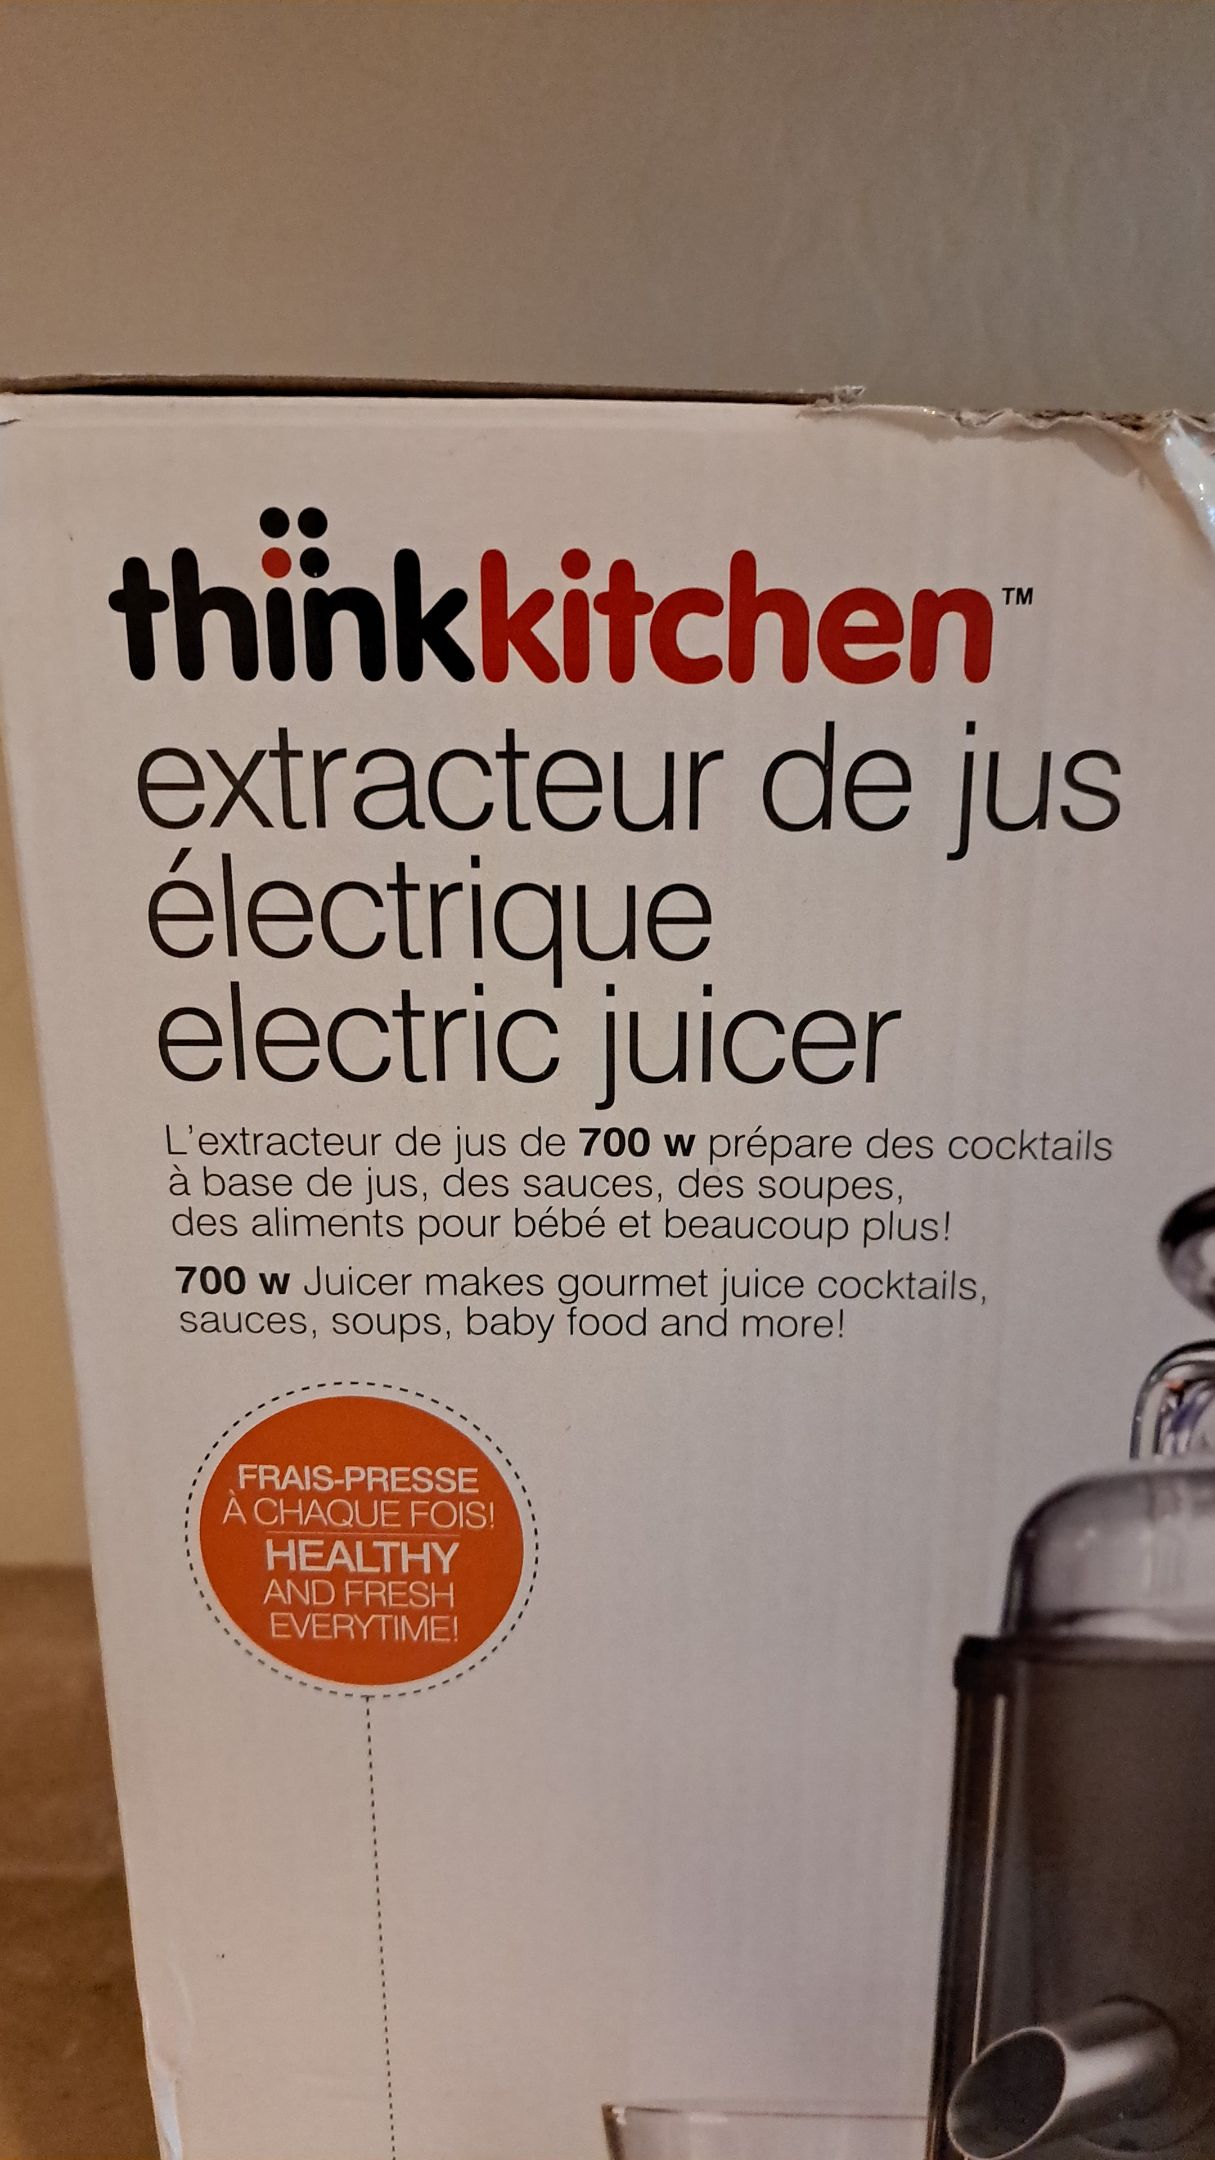 thinkkitchen™
extracteur de jus
électrique
electric juicer
L'extracteur de jus de 700 w prépare des cocktails
à base de jus, des sauces, des soupes,
des aliments pour bébé et beaucoup plus!
700 w Juicer makes gourmet juice cocktails,
sauces, soups, baby food and more!
FRAIS-PRESSE
À CHAQUE FOIS!
HEALTHY
AND FRESH
EVERYTIME!